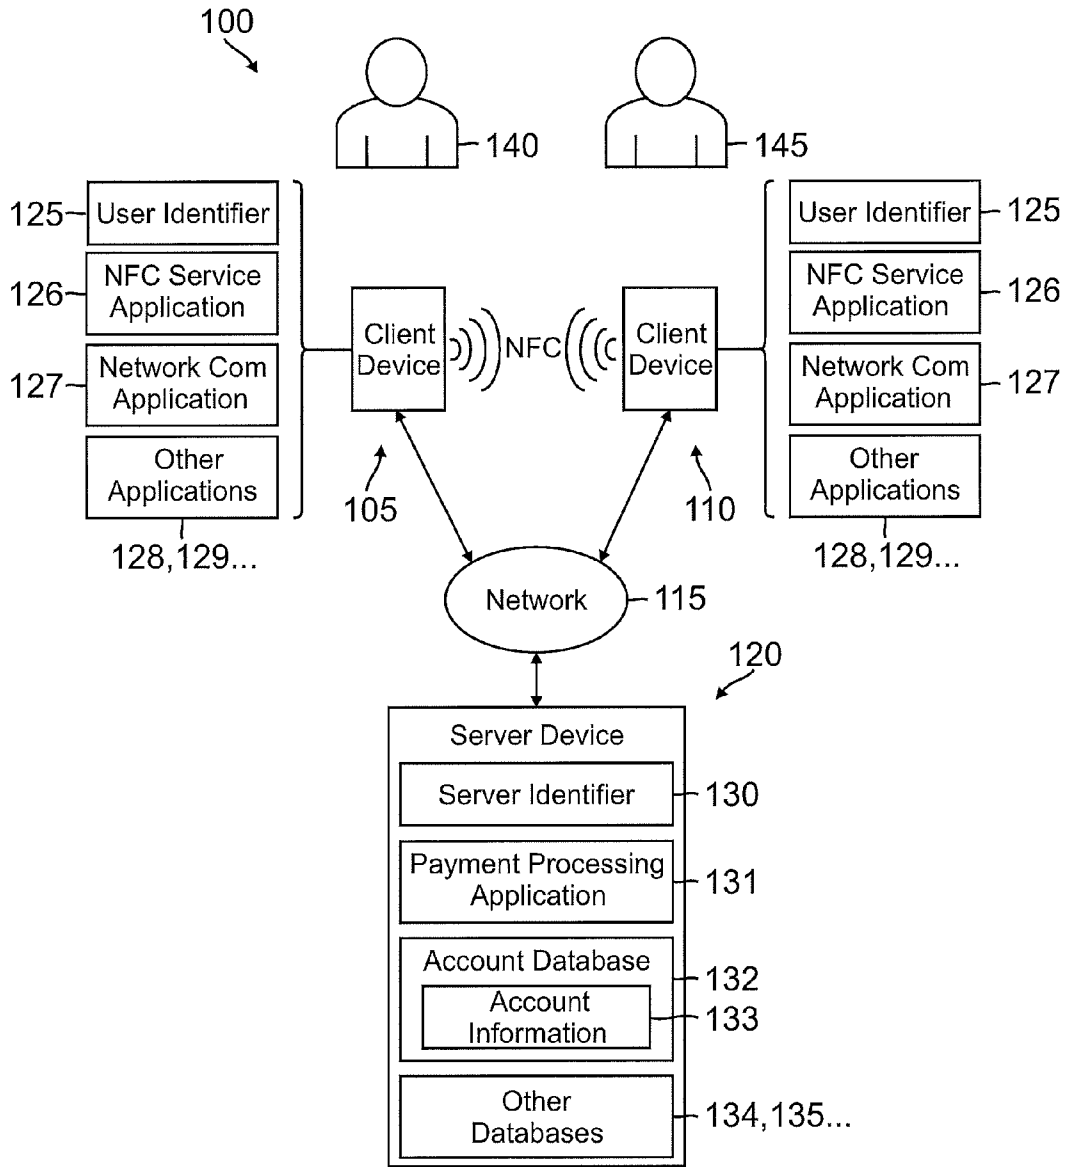 100
140
145
125
User Identifier
126
NFC Service
Application
127
Network Com
Application
Other
Applications
128,129...
Client
Device
NFC
Client
Device
105
110
User Identifier
125
NFC Service
Application
126
Network Com
Application
127
Other
Applications
128,129...
Network
115
120
Server Device
Server Identifier
130
Payment Processing
Application
131
Account Database
132
Account
Information
133
Other
Databases
134,135...